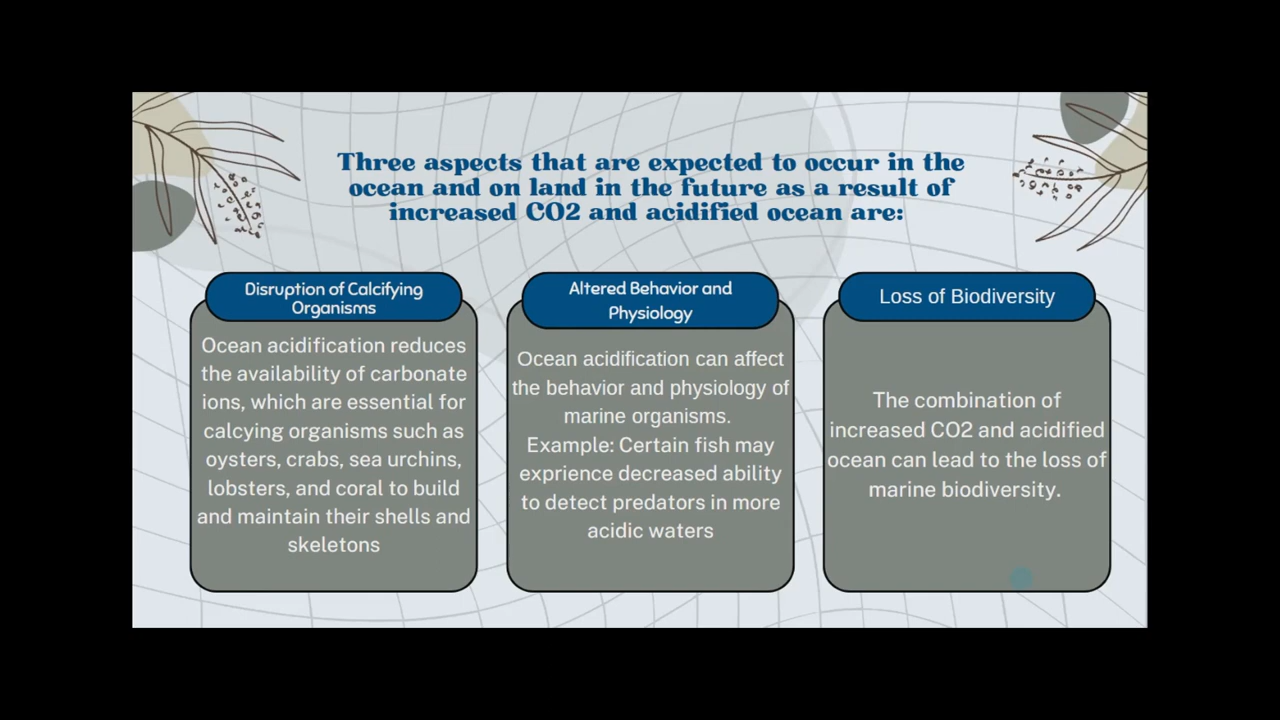 Three aspects that are expected to occur in the
ocean and on land in the future as a result of
increased CO2 and acidified ocean are:
Disruption of Calcifying
Organisms
Ocean acidification reduces
the availability of carbonate
ions, which are essential for
calcying organisms such as
oysters, crabs, sea urchins,
lobsters, and coral to build
and maintain their shells and
skeletons
Altered Behavior and
Physiology
Ocean acidification can affect
the behavior and physiology of
marine organisms.
Example: Certain fish may
exprience decreased ability
to detect predators in more
acidic waters
Loss of Biodiversity
The combination of
increased CO2 and acidified
ocean can lead to the loss of
marine biodiversity.